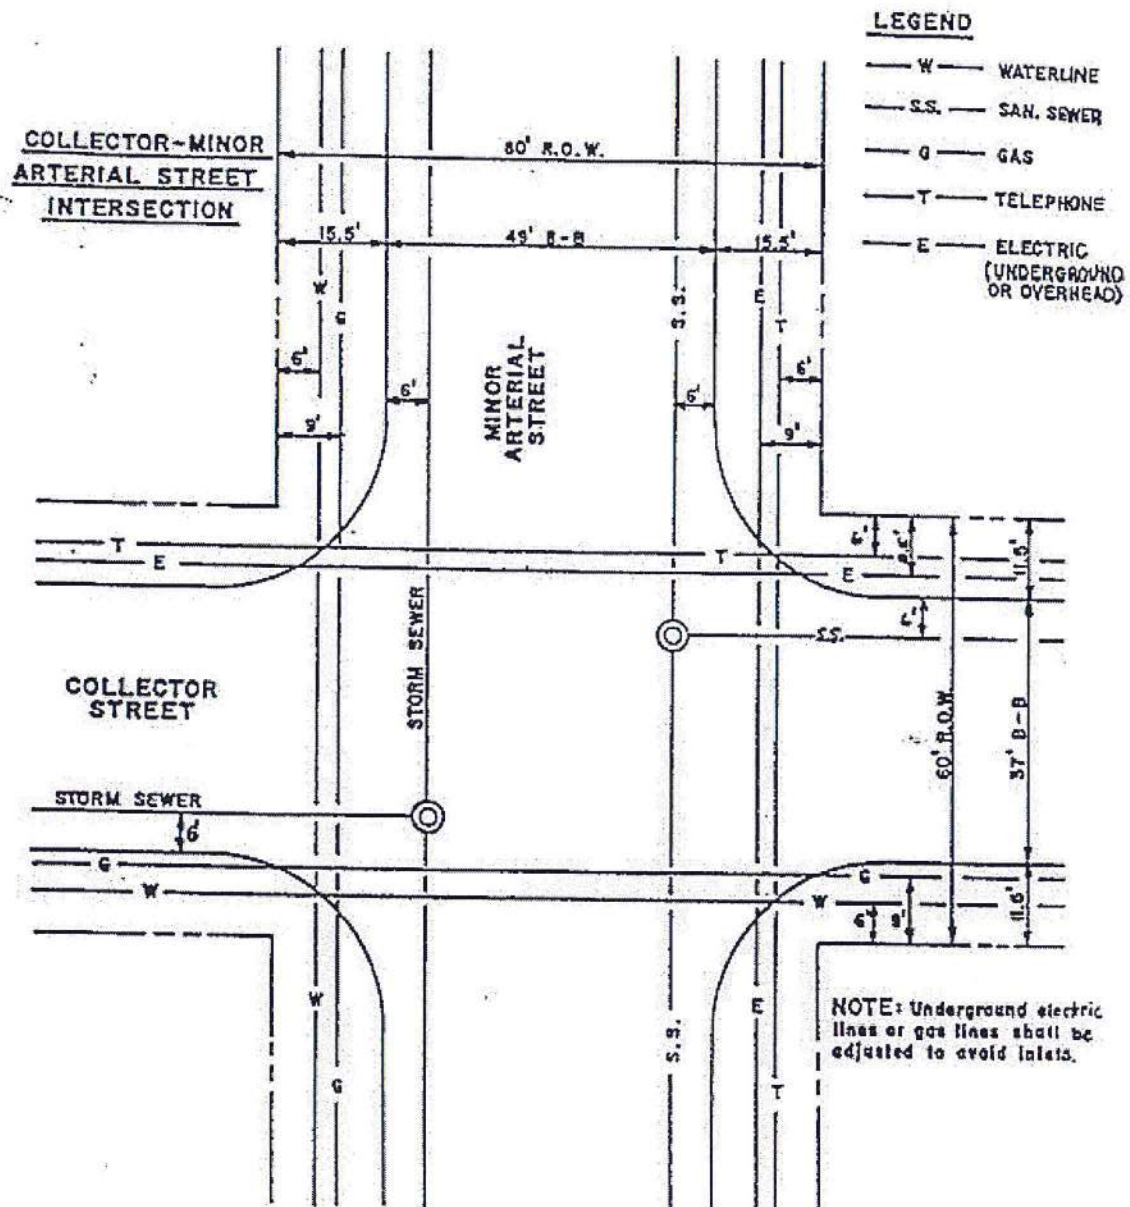 LEGEND
W WATERLINE
S.S. SAN. SEWER
G GAS
T TELEPHONE
E ELECTRIC
(UNDERGROUND
OR OVERHEAD)
COLLECTOR-MINOR
ARTERIAL STREET
INTERSECTION
80' R.O.W.
15.5' 49' B-B 15.5'
W
G
S.S.
E
T
6'
6'
9'
MINOR
ARTERIAL
STREET
6'
6'
9'
T
E
T
E
6'
11.5'
6'
S.S.
COLLECTOR
STREET
STORM SEWER
60' R.O.W.
37' B-B
STORM SEWER
6'
G
W
G
W
6'
9'
W
G
S.S.
E
T
NOTE: Underground electric
lines or gas lines shall be
adjusted to avoid inlets.